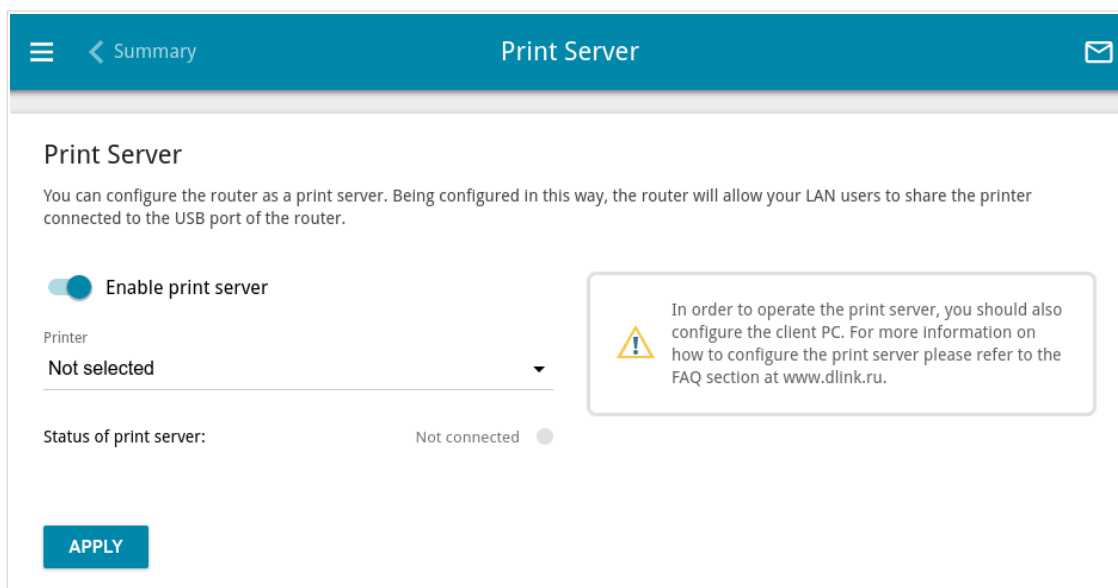 Summary
Print Server
Print Server
You can configure the router as a print server. Being configured in this way, the router will allow your LAN users to share the printer
connected to the USB port of the router.
Enable print server
Printer
Not selected
Status of print server:
Not connected
In order to operate the print server, you should also
configure the client PC. For more information on
how to configure the print server please refer to the
FAQ section at www.dlink.ru.
APPLY